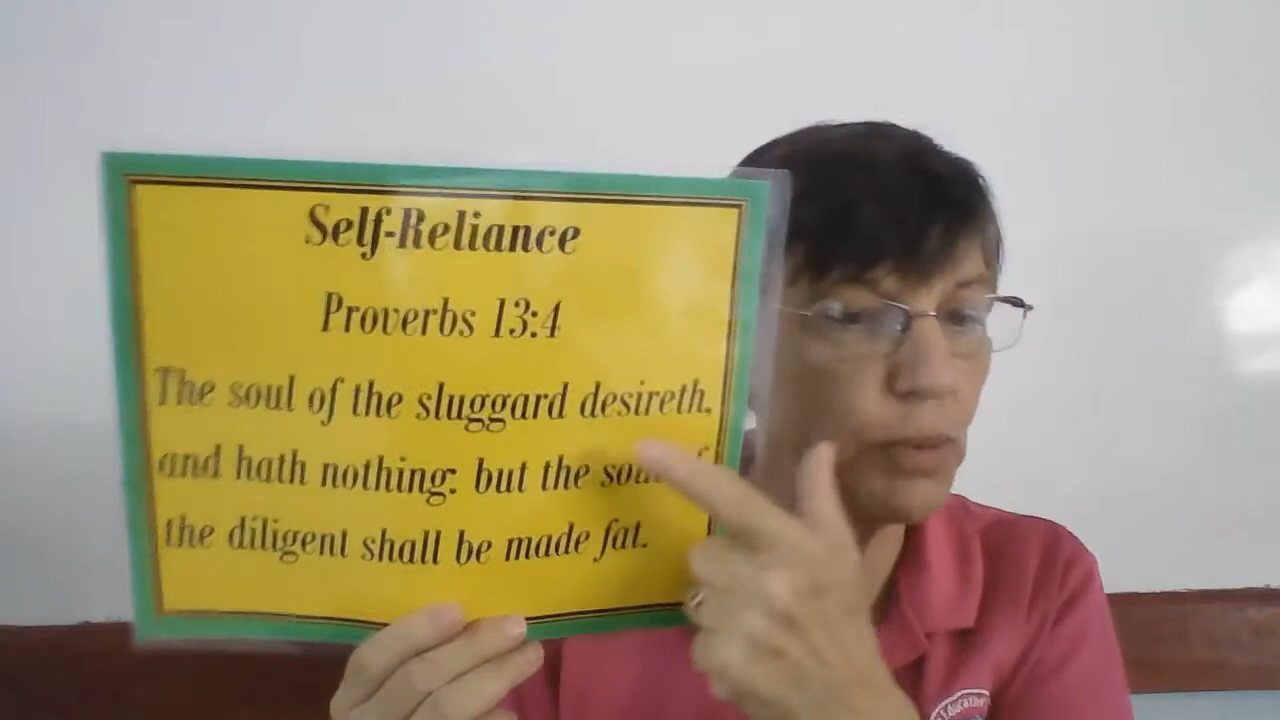 Self-Reliance
Proverbs 13:4
The soul of the sluggard desireth,
and hath nothing: but the
the diligent shall be made fat.